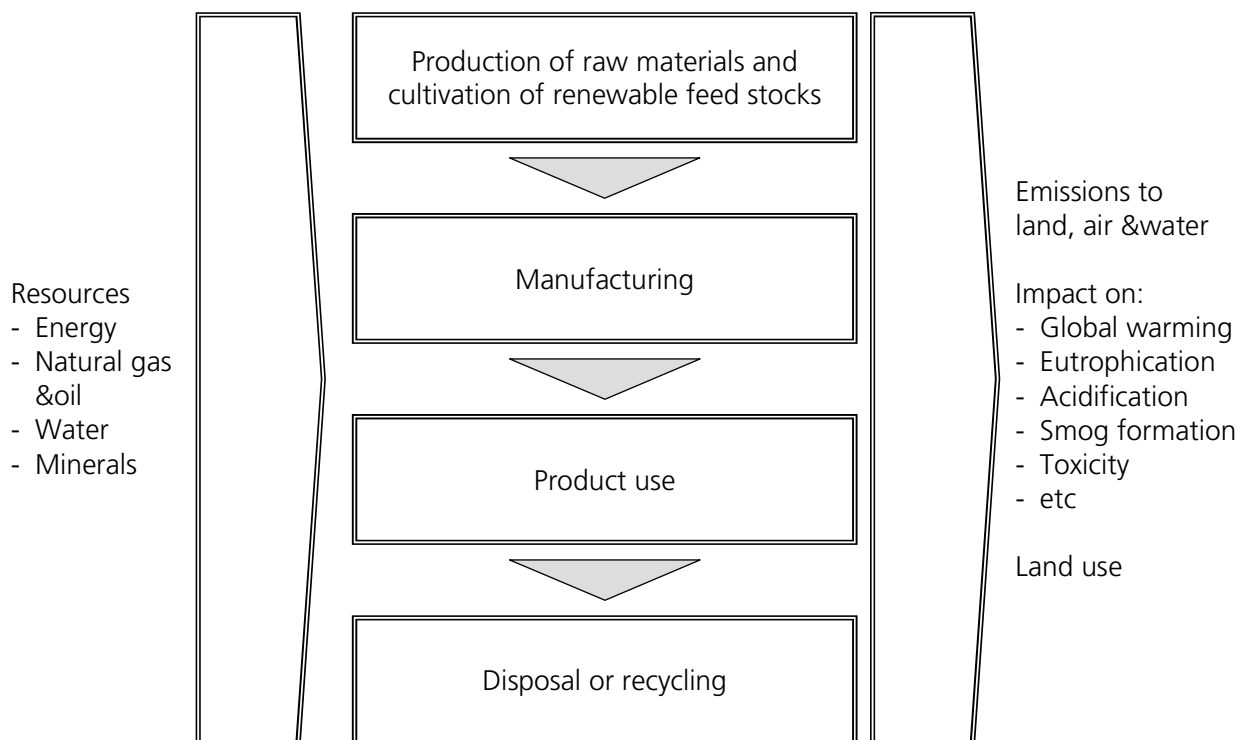 Production of raw materials and
cultivation of renewable feed stocks
Manufacturing
Product use
Disposal or recycling
Resources
- Energy
- Natural gas
&oil
- Water
- Minerals
Emissions to
land, air &water
Impact on:
- Global warming
- Eutrophication
- Acidification
- Smog formation
- Toxicity
- etc
Land use